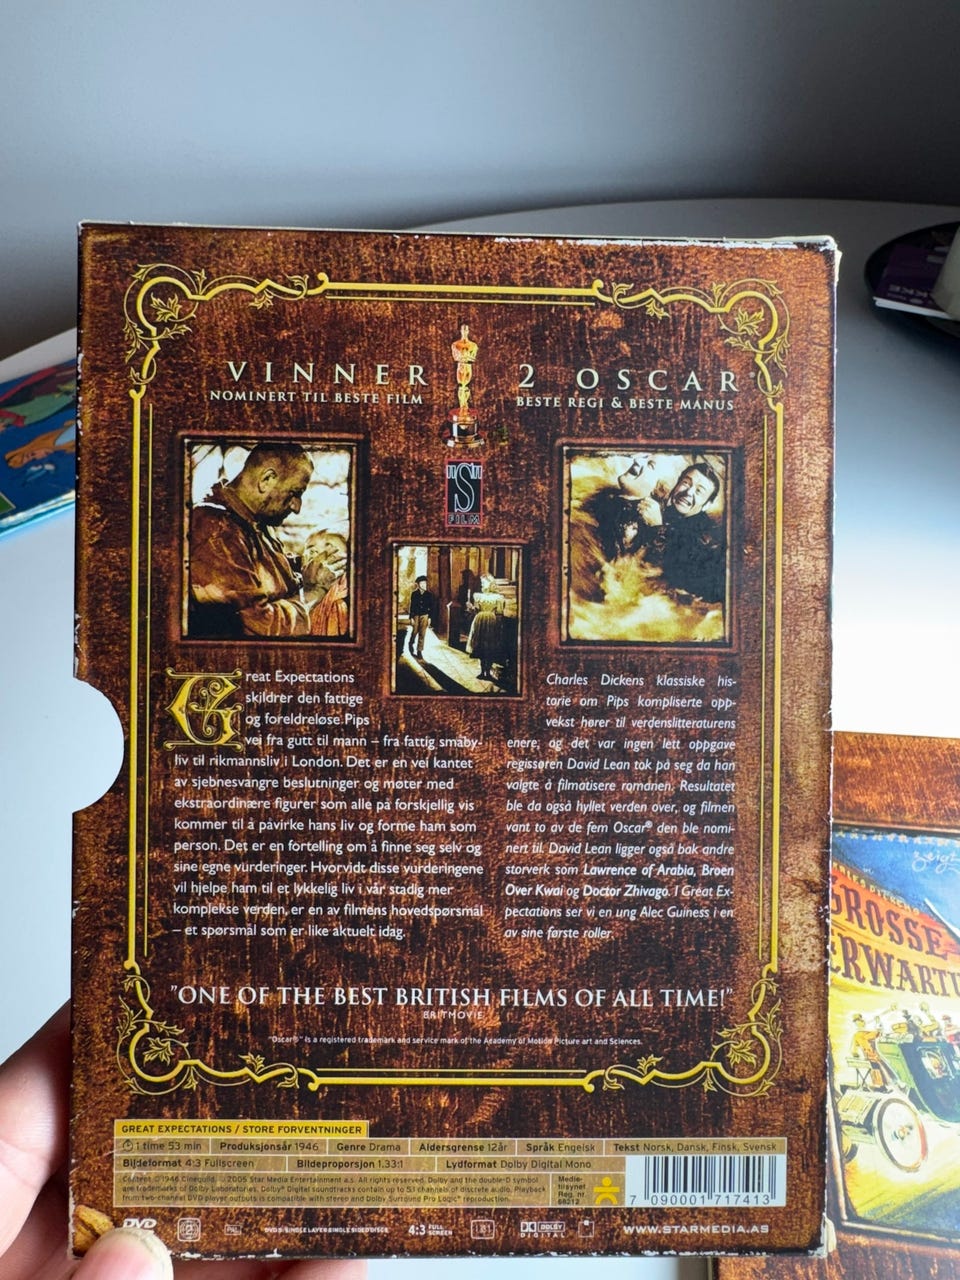 VINNER 2 OSCAR®
NOMINERT TIL BESTE FILM BESTE REGI & BESTE MANUS
"S"
FILM
Great Expectations
skildrer den fattige
og foreldreløse Pips
vei fra gutt til mann – fra fattig småby-
liv til rikmannsliv i London. Det er en vei kantet
av sjebnesvangre beslutninger og møter med
ekstraordinære figurer som alle på forskjellig vis
kommer til å påvirke hans liv og forme ham som
person. Det er en fortelling om å finne seg selv og
sine egne vurderinger. Hvorvidt disse vurderingene
vil hjelpe ham til et lykkelig liv i vår stadig mer
komplekse verden, er en av filmens hovedspørsmål
– et spørsmål som er like aktuelt idag.
Charles Dickens klassiske his-
torie om Pips kompliserte opp-
vekst hører til verdenslitteraturens
enere, og det var ingen lett oppgave
regissøren David Lean tok på seg da han
valgte å filmatisere romanen. Resultatet
ble da også hyllet verden over, og filmen
vant to av de fem Oscar® den ble nomi-
nert til. David Lean ligger også bak andre
storverk som Lawrence of Arabia, Broen
Over Kwai og Doctor Zhivago. I Great Ex-
pectations ser vi en ung Alec Guiness i en
av sine første roller.
"ONE OF THE BEST BRITISH FILMS OF ALL TIME!"
BRITMOVIE
"Oscar®" is a registered trademark and service mark of the Academy of Motion Picture art and Sciences.
GREAT EXPECTATIONS / STORE FORVENTNINGER
1 time 53 min Produksjonsår 1946 Genre Drama Aldersgrense 12år Språk Engelsk Tekst Norsk, Dansk, Finsk, Svensk
Bildeformat 4:3 Fullscreen Bildeproporsjon 1.33:1 Lydformat Dolby Digital Mono
Content ©1946 Cineguild. ©2005 Star Media Entertainment a.s. All rights reserved. Dolby and the double-D symbol
are trademarks of Dolby Laboratories. Dolby® Digital soundtracks contain up to 5.1 channels of discrete audio. Playback
from two-channel DVD player outputs is compatible with stereo and Dolby Surround Pro Logic® reproduction.
Medie-
tilsynet
Reg. nr.
68212
7 090001 717413
DVD 2 PAL DVD 5/SINGLE LAYER/SINGLE SIDED DISCS 4:3 FULL SCREEN DOLBY DIGITAL WWW.STARMEDIA.AS
GROSSE